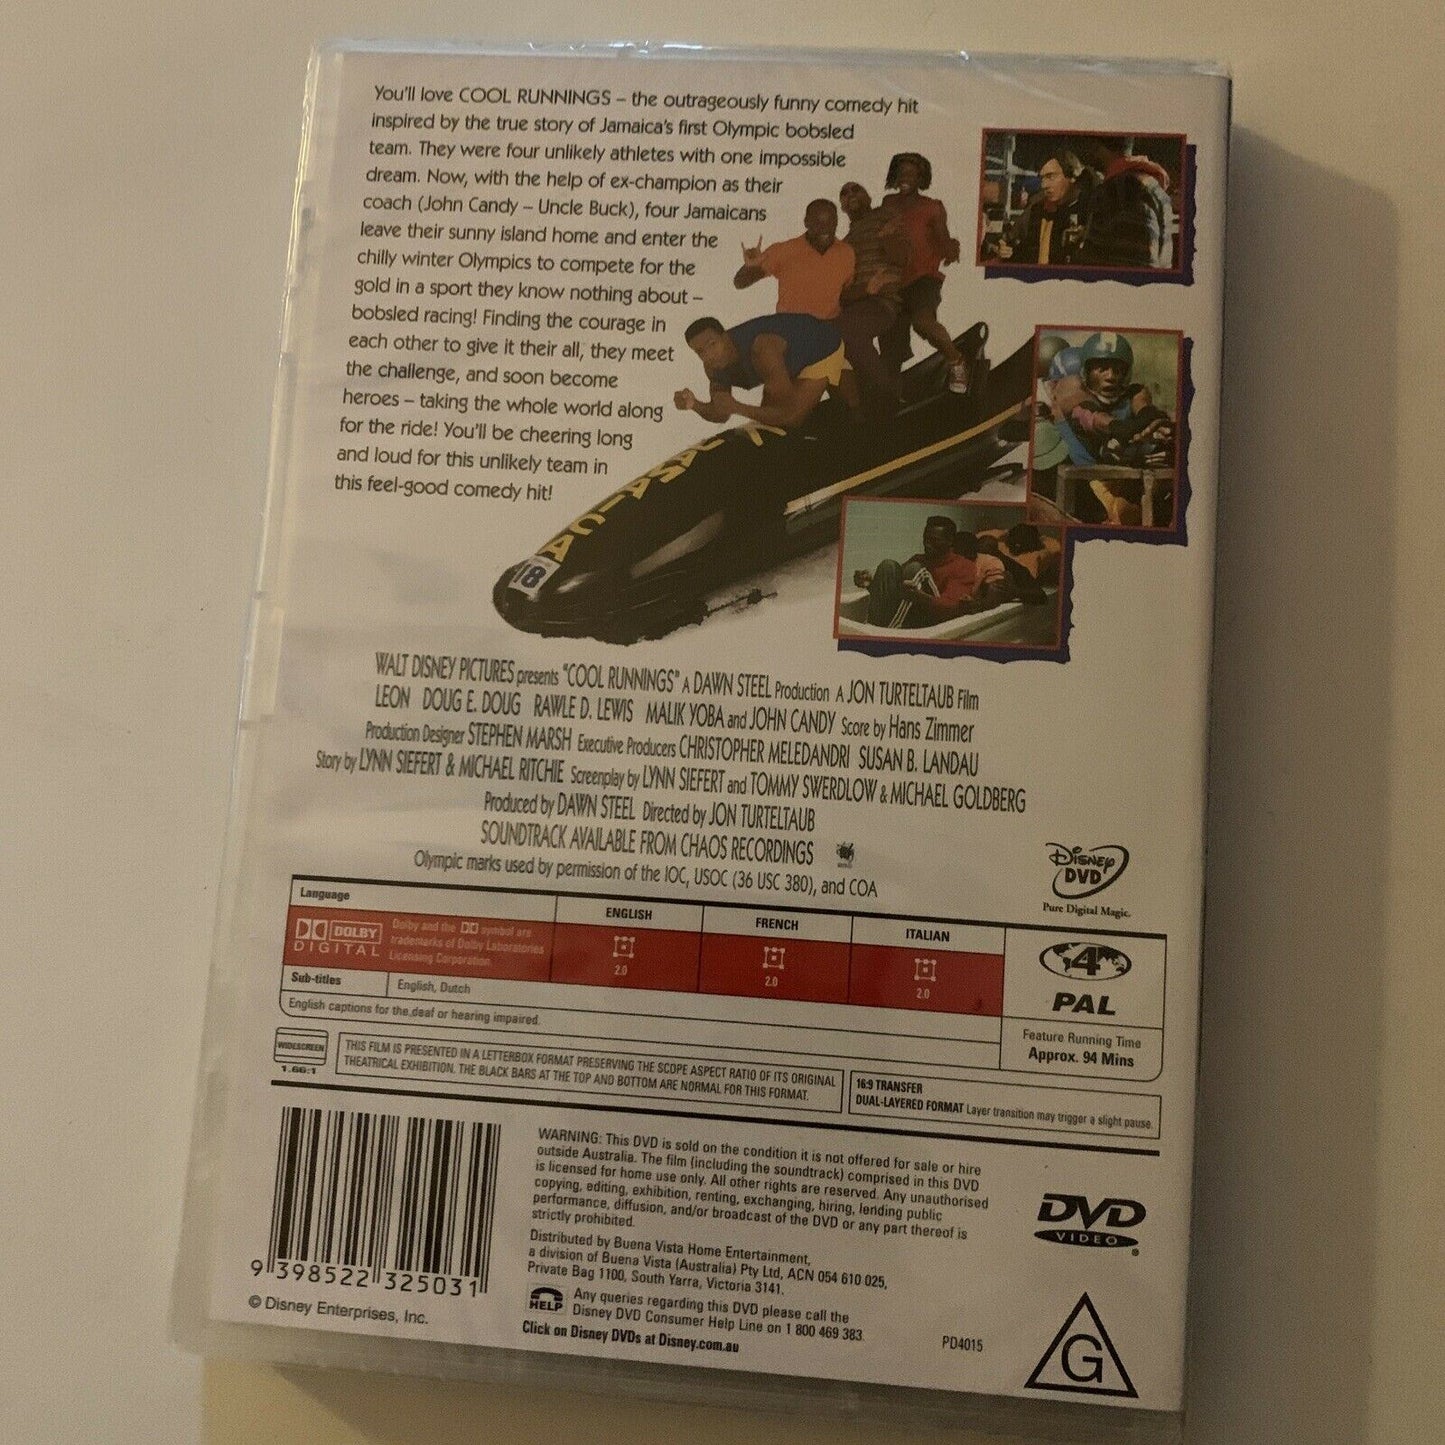 You'll love COOL RUNNINGS – the outrageously funny comedy hit
inspired by the true story of Jamaica's first Olympic bobsled
team. They were four unlikely athletes with one impossible
dream. Now, with the help of ex-champion as their
coach (John Candy – Uncle Buck), four Jamaicans
leave their sunny island home and enter the
chilly winter Olympics to compete for the
gold in a sport they know nothing about –
bobsled racing! Finding the courage in
each other to give it their all, they meet
the challenge, and soon become
heroes – taking the whole world along
for the ride! You'll be cheering long
and loud for this unlikely team in
this feel-good comedy hit!
JAMAICA
18
WALT DISNEY PICTURES presents "COOL RUNNINGS" A DAWN STEEL Production A JON TURTELTAUB Film
LEON DOUG E. DOUG RAWLE D. LEWIS MALIK YOBA and JOHN CANDY Score by Hans Zimmer
Production Designer STEPHEN MARSH Executive Producers CHRISTOPHER MELEDANDRI SUSAN B. LANDAU
Story by LYNN SIEFERT & MICHAEL RITCHIE Screenplay by LYNN SIEFERT and TOMMY SWERDLOW & MICHAEL GOLDBERG
Produced by DAWN STEEL Directed by JON TURTELTAUB
SOUNDTRACK AVAILABLE FROM CHAOS RECORDINGS
Olympic marks used by permission of the IOC, USOC (36 USC 380), and COA
Disney
DVD
Pure Digital Magic.
Language
ENGLISH FRENCH ITALIAN
DOLBY
DIGITAL
Dolby and the symbol are
trademarks of Dolby Laboratories
Licensing Corporation.
2.0 2.0 2.0
Sub-titles English, Dutch
English captions for the deaf or hearing impaired.
4
PAL
Feature Running Time
Approx. 94 Mins
WIDESCREEN
1.66:1
THIS FILM IS PRESENTED IN A LETTERBOX FORMAT PRESERVING THE SCOPE ASPECT RATIO OF ITS ORIGINAL
THEATRICAL EXHIBITION. THE BLACK BARS AT THE TOP AND BOTTOM ARE NORMAL FOR THIS FORMAT.
16:9 TRANSFER
DUAL-LAYERED FORMAT Layer transition may trigger a slight pause.
9 398522 325031
© Disney Enterprises, Inc.
WARNING: This DVD is sold on the condition it is not offered for sale or hire
outside Australia. The film (including the soundtrack) comprised in this DVD
is licensed for home use only. All other rights are reserved. Any unauthorised
copying, editing, exhibition, renting, exchanging, hiring, lending public
performance, diffusion, and/or broadcast of the DVD or any part thereof is
strictly prohibited.
Distributed by Buena Vista Home Entertainment,
a division of Buena Vista (Australia) Pty Ltd, ACN 054 610 025,
Private Bag 1100, South Yarra, Victoria 3141.
HELP
Any queries regarding this DVD please call the
Disney DVD Consumer Help Line on 1 800 469 383.
Click on Disney DVDs at Disney.com.au
DVD
VIDEO
PD4015
G